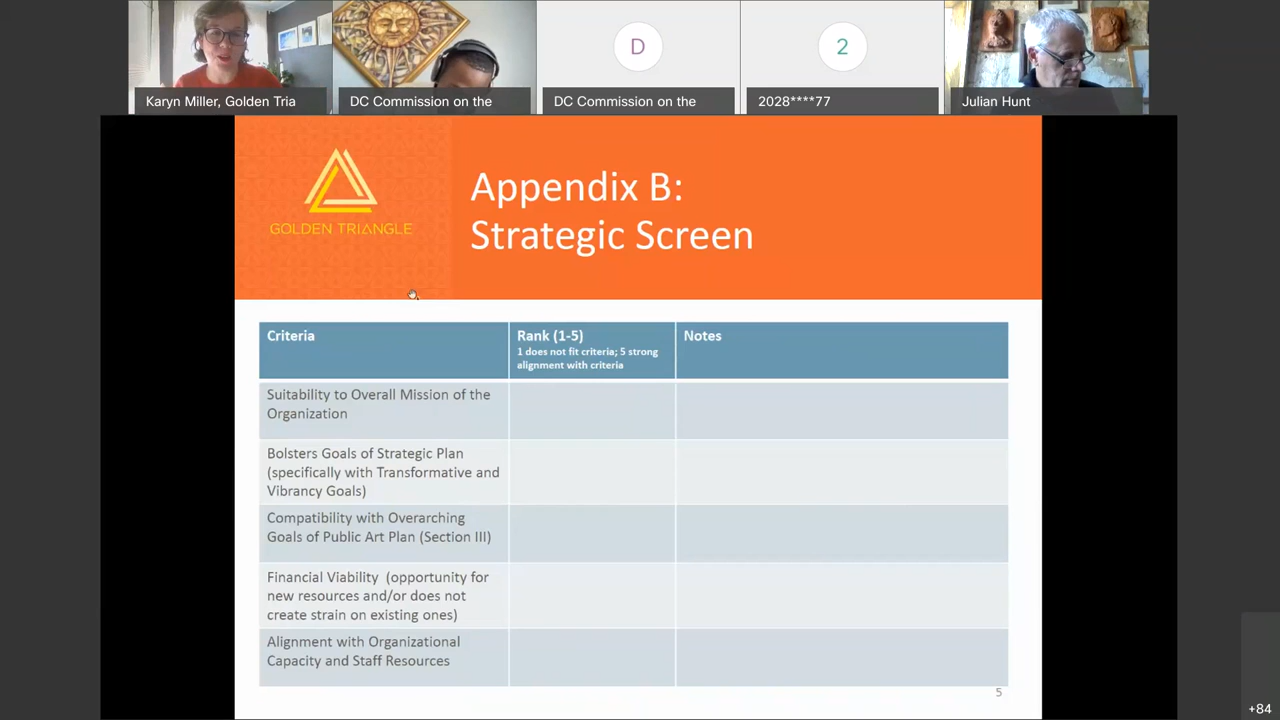 Karyn Miller, Golden Tria
DC Commission on the
D
DC Commission on the
2
2028****77
Julian Hunt
GOLDEN TRIANGLE
Appendix B:
Strategic Screen
Criteria
Rank (1-5)
1 does not fit criteria; 5 strong
alignment with criteria
Notes
Suitability to Overall Mission of the
Organization
Bolsters Goals of Strategic Plan
(specifically with Transformative and
Vibrancy Goals)
Compatibility with Overarching
Goals of Public Art Plan (Section III)
Financial Viability (opportunity for
new resources and/or does not
create strain on existing ones)
Alignment with Organizational
Capacity and Staff Resources
5
+84